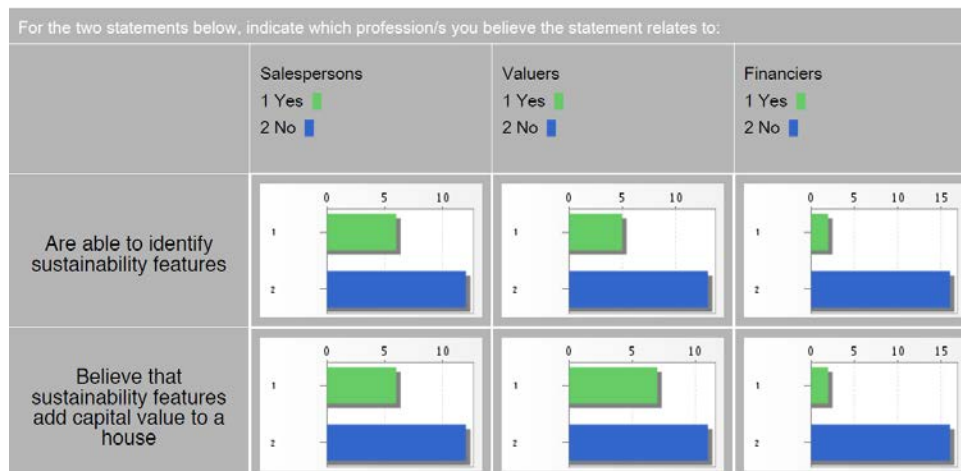 For the two statements below, indicate which profession/s you believe the statement relates to:
Salespersons
1 Yes
2 No
Valuers
1 Yes
2 No
Financiers
1 Yes
2 No
Are able to identify
sustainability features
0 5 10
1
2
0 5 10
1
2
0 5 10 15
1
2
Believe that
sustainability features
add capital value to a
house
0 5 10
1
2
0 5 10
1
2
0 5 10 15
1
2